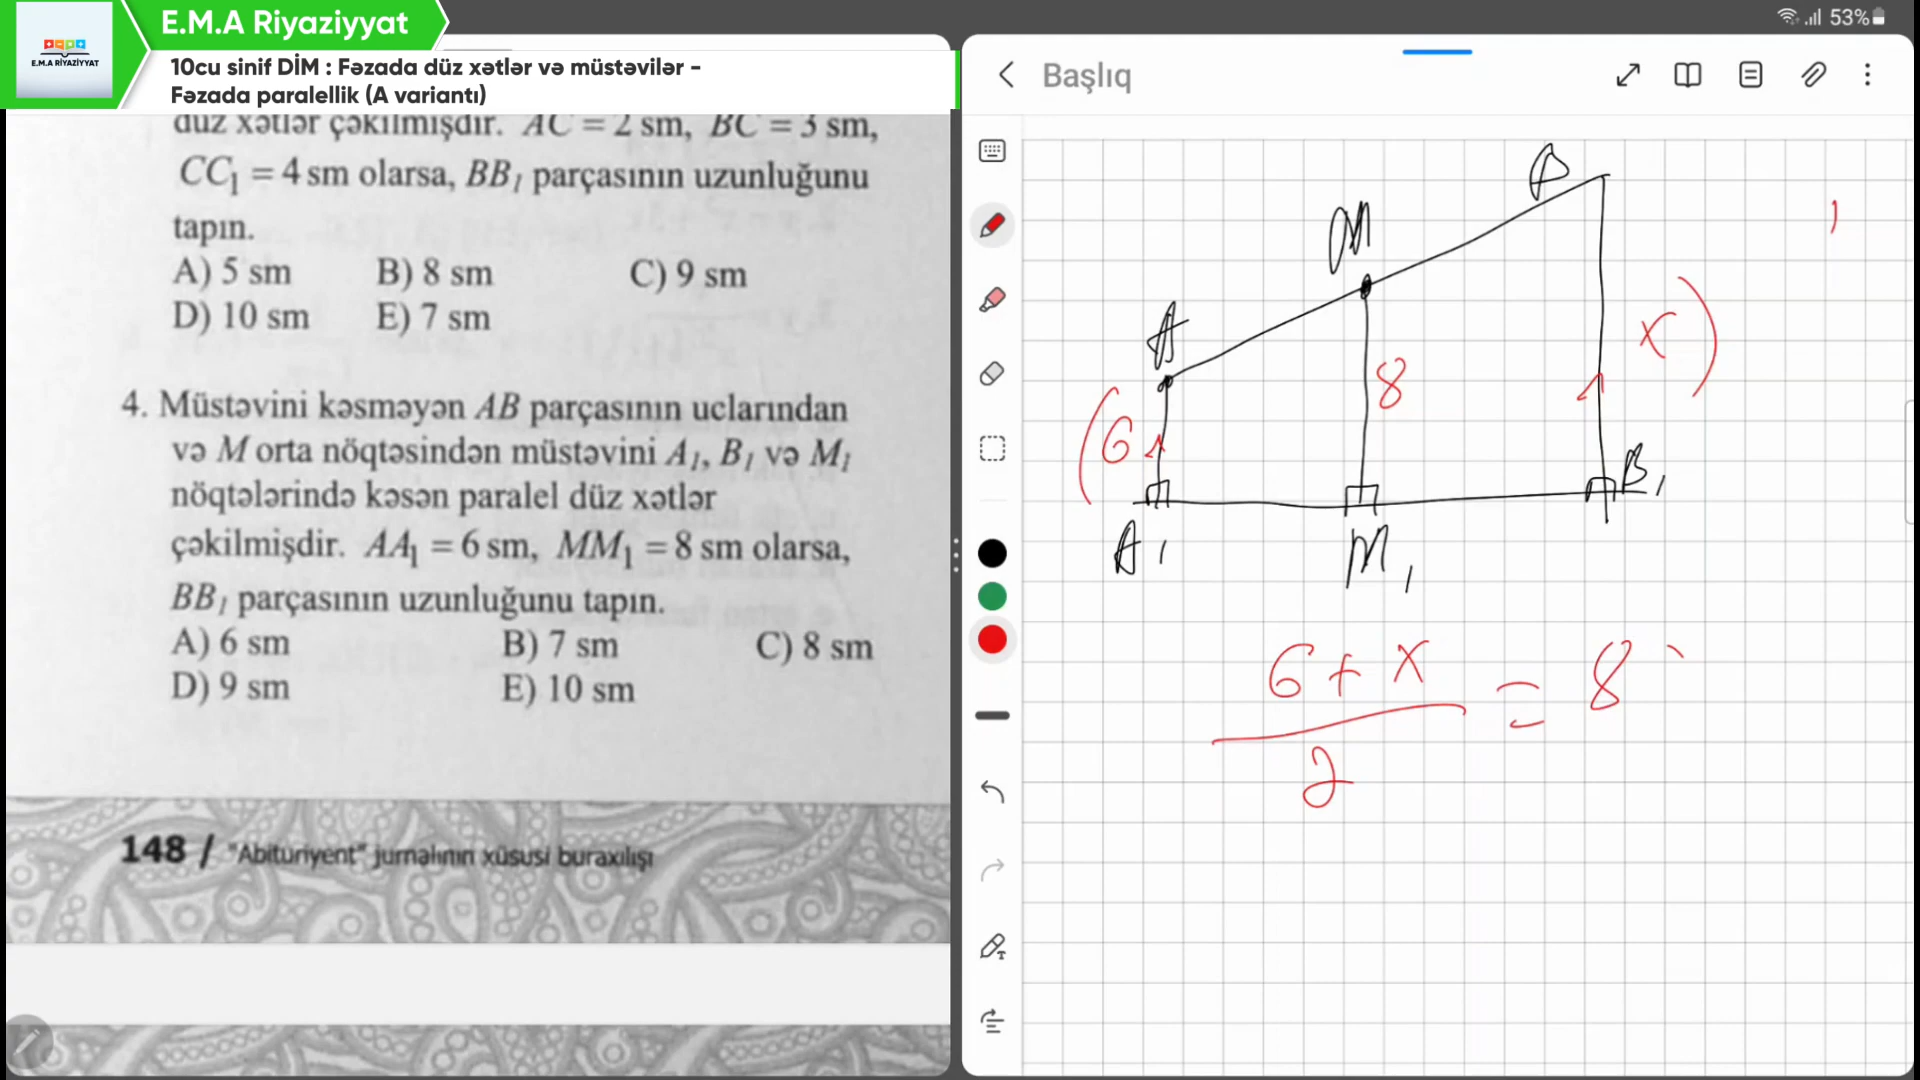 53%
E.M.A Riyaziyyat
E.M.A RİYAZİYYAT
10cu sinif DİM : Fəzada düz xətlər və müstəvilər -
Fəzada paralellik (A variantı)
düz xətlər çəkilmişdir. AC = 2 sm, BC = 3 sm,
CC₁ = 4 sm olarsa, BB₁ parçasının uzunluğunu
tapın.
A) 5 sm B) 8 sm C) 9 sm
D) 10 sm E) 7 sm
4. Müstəvini kəsməyən AB parçasının uclarından
və M orta nöqtəsindən müstəvini A₁, B₁ və M₁
nöqtələrində kəsən paralel düz xətlər
çəkilmişdir. AA₁ = 6 sm, MM₁ = 8 sm olarsa,
BB₁ parçasının uzunluğunu tapın.
A) 6 sm B) 7 sm C) 8 sm
D) 9 sm E) 10 sm
148 / "Abituriyent" jurnalının xüsusi buraxılışı
Başlıq
B
M
A
x
8
6
B₁
A₁
M₁
6 + x
= 8
2